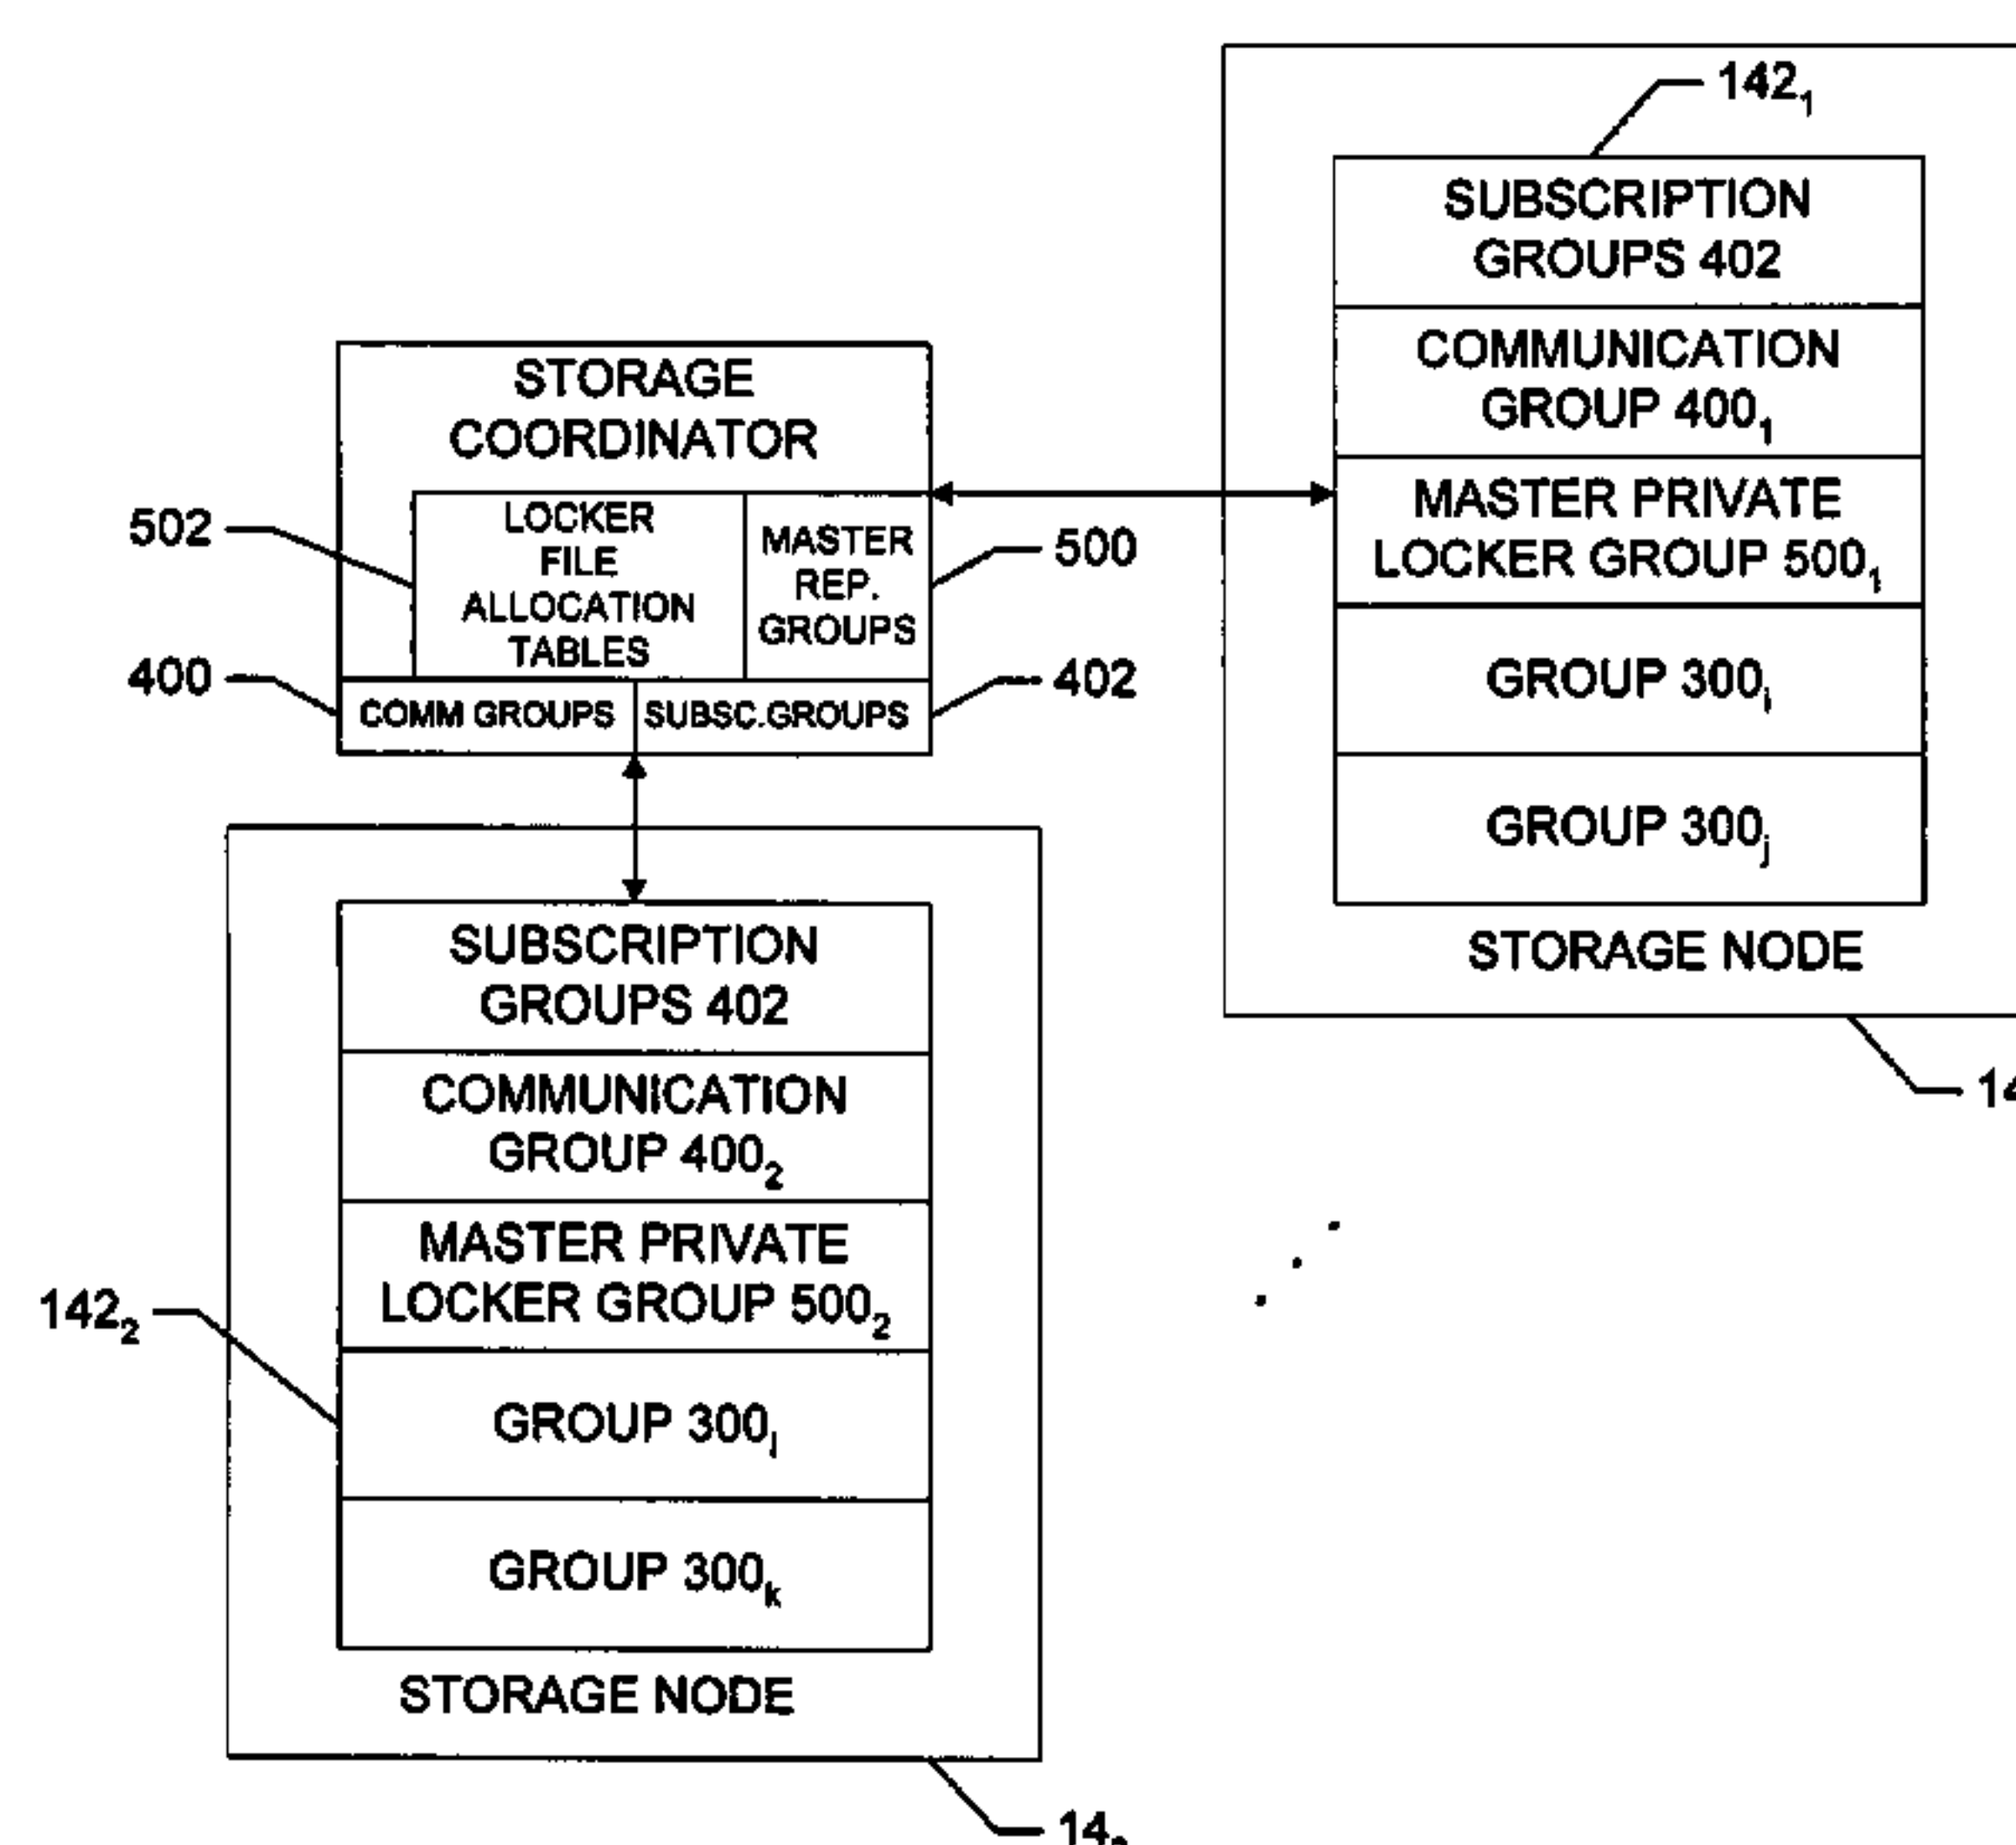 142₁
SUBSCRIPTION
GROUPS 402
COMMUNICATION
GROUP 400₁
MASTER PRIVATE
LOCKER GROUP 500₁
GROUP 300ᵢ
GROUP 300ⱼ
STORAGE NODE
STORAGE
COORDINATOR
502
LOCKER
FILE
ALLOCATION
TABLES
MASTER
REP.
GROUPS
500
400
COMM GROUPS
SUBSC.GROUPS
402
SUBSCRIPTION
GROUPS 402
COMMUNICATION
GROUP 400₂
MASTER PRIVATE
LOCKER GROUP 500₂
142₂
GROUP 300
GROUP 300ₖ
STORAGE NODE